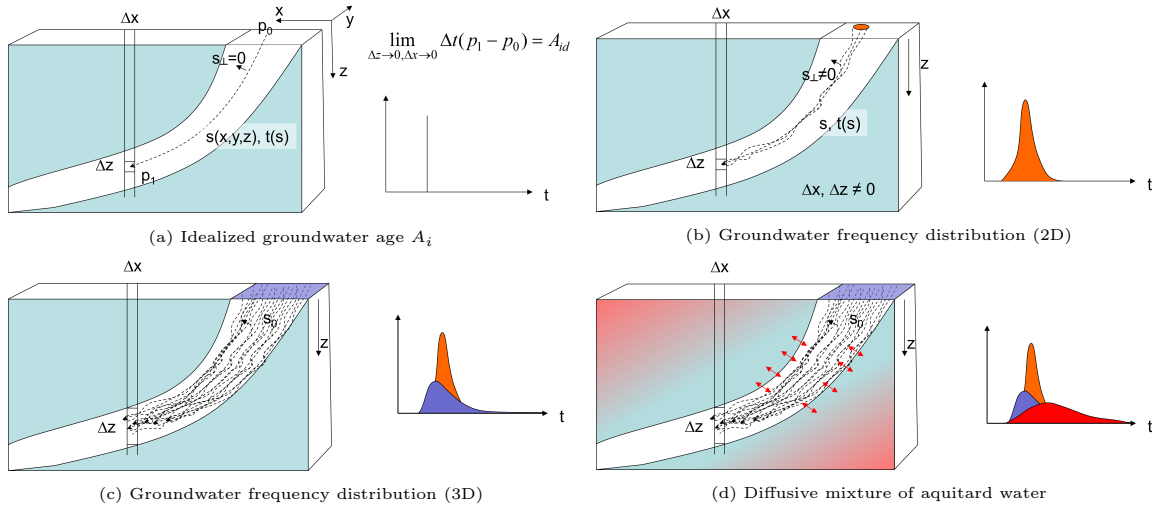 Δx
x
y
p0
z
s⊥=0
lim Δt(p1 − p0) = Aid
Δz→0,Δx→0
s(x,y,z), t(s)
Δz
p1
t
(a) Idealized groundwater age Ai
Δx
z
s⊥≠0
s, t(s)
Δz
Δx, Δz ≠ 0
t
(b) Groundwater frequency distribution (2D)
Δx
s0
z
Δz
t
(c) Groundwater frequency distribution (3D)
Δx
s0
z
Δz
t
(d) Diffusive mixture of aquitard water